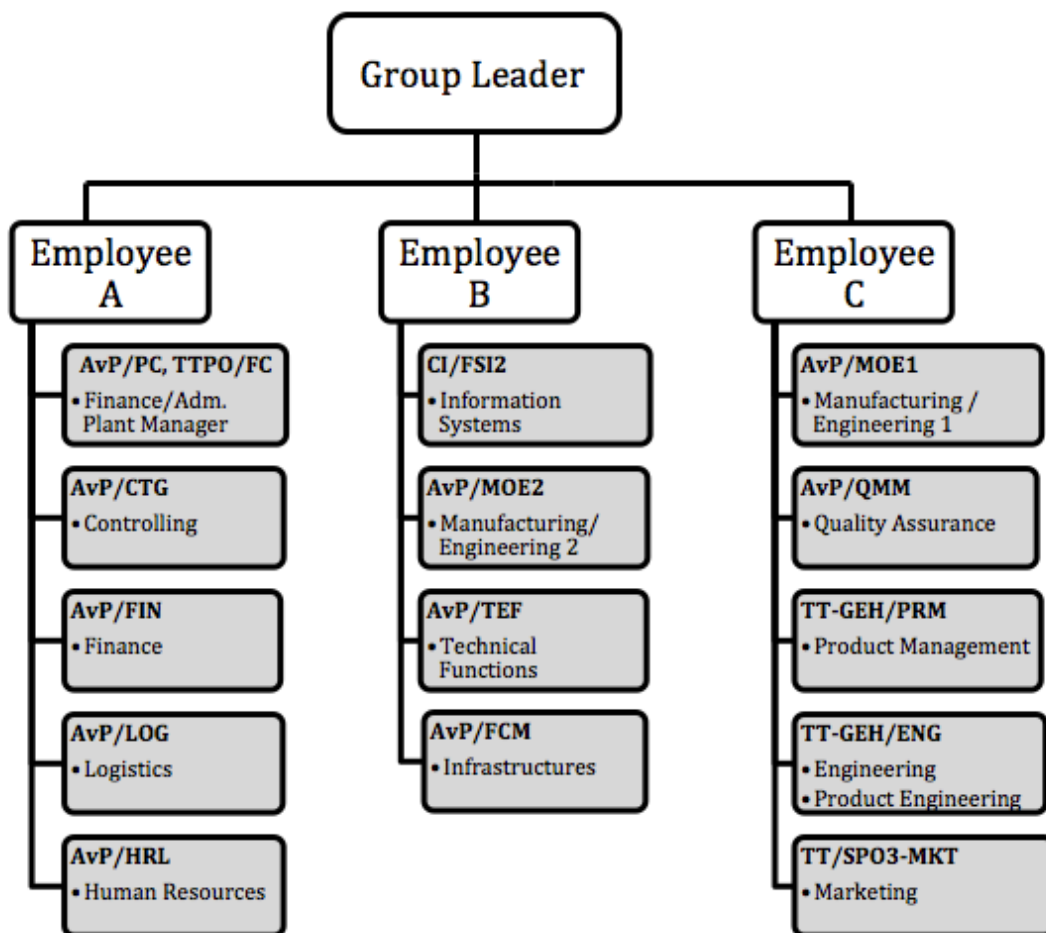 Group Leader
Employee
A
AvP/PC, TTPO/FC
• Finance/Adm.
Plant Manager
AvP/CTG
• Controlling
AvP/FIN
• Finance
AvP/LOG
• Logistics
AvP/HRL
• Human Resources
Employee
B
CI/FSI2
• Information
Systems
AvP/MOE2
• Manufacturing/
Engineering 2
AvP/TEF
• Technical
Functions
AvP/FCM
• Infrastructures
Employee
C
AvP/MOE1
• Manufacturing /
Engineering 1
AvP/QMM
• Quality Assurance
TT-GEH/PRM
• Product Management
TT-GEH/ENG
• Engineering
• Product Engineering
TT/SPO3-MKT
• Marketing